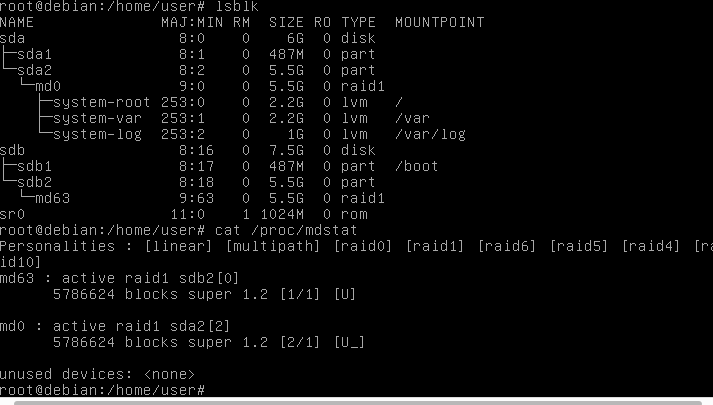 root@debian:/home/user# lsblk
NAME MAJ:MIN RM SIZE RO TYPE MOUNTPOINT
sda 8:0 0 6G 0 disk
├─sda1 8:1 0 487M 0 part
└─sda2 8:2 0 5.5G 0 part
└─md0 9:0 0 5.5G 0 raid1
├─system-root 253:0 0 2.2G 0 lvm /
├─system-var 253:1 0 2.2G 0 lvm /var
└─system-log 253:2 0 1G 0 lvm /var/log
sdb 8:16 0 7.5G 0 disk
├─sdb1 8:17 0 487M 0 part /boot
└─sdb2 8:18 0 5.5G 0 part
└─md63 9:63 0 5.5G 0 raid1
sr0 11:0 1 1024M 0 rom
root@debian:/home/user# cat /proc/mdstat
Personalities : [linear] [multipath] [raid0] [raid1] [raid6] [raid5] [raid4] [ra
id10]
md63 : active raid1 sdb2[0]
5786624 blocks super 1.2 [1/1] [U]
md0 : active raid1 sda2[2]
5786624 blocks super 1.2 [2/1] [U_]
unused devices: <none>
root@debian:/home/user#